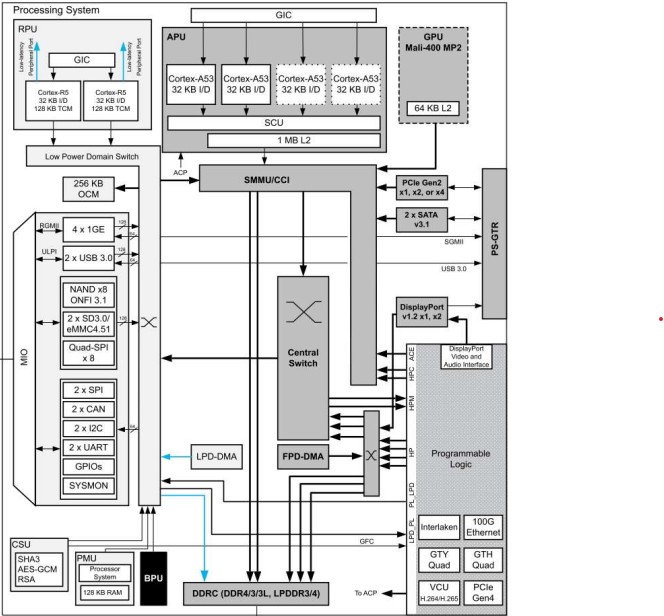 Processing System
RPU
Low-latency
Peripheral Port
Low-latency
Peripheral Port
GIC
Cortex-R5
32 KB I/D
128 KB TCM
Cortex-R5
32 KB I/D
128 KB TCM
GIC
APU
Cortex-A53
32 KB I/D
Cortex-A53
32 KB I/D
Cortex-A53
32 KB I/D
Cortex-A53
32 KB I/D
SCU
1 MB L2
ACP
GPU
Mali-400 MP2
64 KB L2
Low Power Domain Switch
SMMU/CCI
256 KB
OCM
PCIe Gen2
x1, x2, or x4
2 x SATA
v3.1
PS-GTR
SGMII
USB 3.0
MIO
RGMII
4 x 1GE
128
64
ULPI
2 x USB 3.0
128
64
NAND x8
ONFI 3.1
2 x SD3.0/
eMMC4.51
128
Quad-SPI
x 8
2 x SPI
2 x CAN
2 x I2C
64
2 x UART
GPIOs
SYSMON
Central
Switch
DisplayPort
v1.2 x1, x2
DisplayPort
Video and
Audio Interface
ACE
HPC
HPM
HP
PL_LPD
LPD_PL
Programmable
Logic
LPD-DMA
FPD-DMA
GFC
CSU
SHA3
AES-GCM
RSA
PMU
Processor
System
128 KB RAM
BPU
DDRC (DDR4/3/3L, LPDDR3/4)
To ACP
Interlaken
100G
Ethernet
GTY
Quad
GTH
Quad
VCU
H.264/H.265
PCIe
Gen4